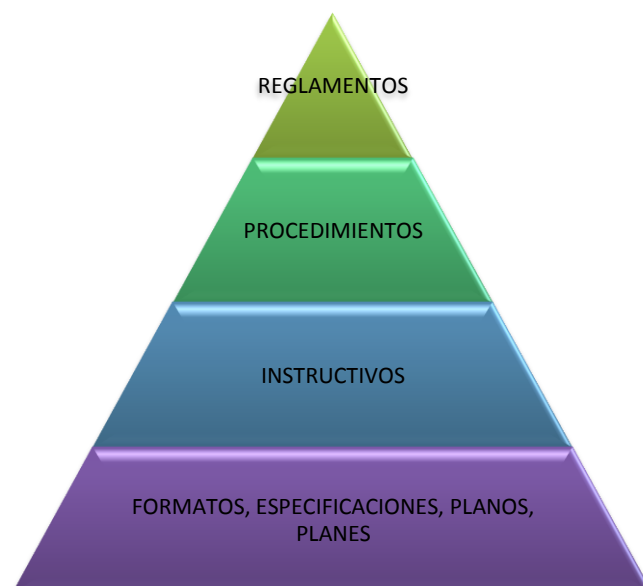 REGLAMENTOS
PROCEDIMIENTOS
INSTRUCTIVOS
FORMATOS, ESPECIFICACIONES, PLANOS,
PLANES